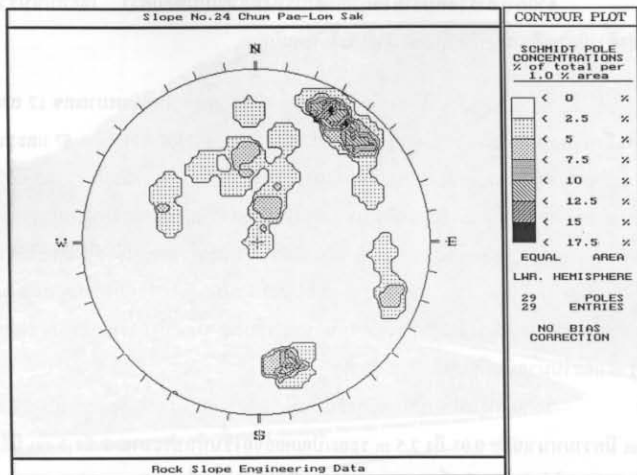 Slope No.24 Chum Pae-Lom Sak
CONTOUR PLOT
SCHMIDT POLE
CONCENTRATIONS
% of total per
1.0 % area
< 0 %
< 2.5 %
< 5 %
< 7.5 %
< 10 %
< 12.5 %
< 15 %
< 17.5 %
EQUAL AREA
LWR. HEMISPHERE
29 POLES
29 ENTRIES
NO BIAS
CORRECTION
N
W
E
S
Rock Slope Engineering Data